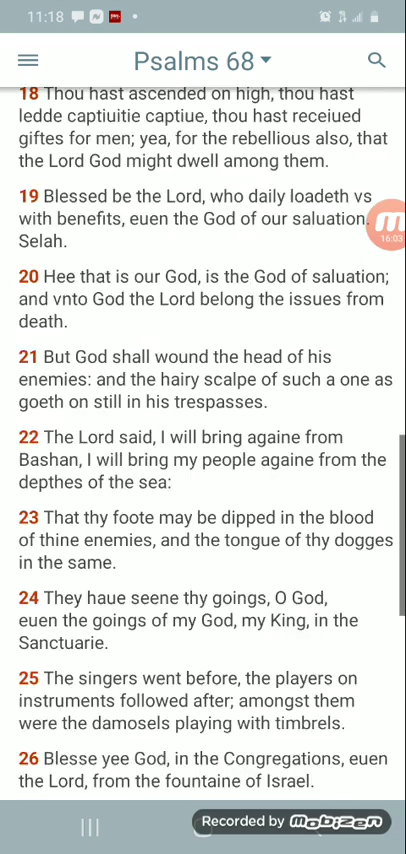 11:18
Psalms 68
18 Thou hast ascended on high, thou hast
ledde captiuitie captiue, thou hast receiued
giftes for men; yea, for the rebellious also, that
the Lord God might dwell among them.
19 Blessed be the Lord, who daily loadeth vs
with benefits, euen the God of our saluation.
Selah.
16:03
20 Hee that is our God, is the God of saluation;
and vnto God the Lord belong the issues from
death.
21 But God shall wound the head of his
enemies: and the hairy scalpe of such a one as
goeth on still in his trespasses.
22 The Lord said, I will bring againe from
Bashan, I will bring my people againe from the
depthes of the sea:
23 That thy foote may be dipped in the blood
of thine enemies, and the tongue of thy dogges
in the same.
24 They haue seene thy goings, O God,
euen the goings of my God, my King, in the
Sanctuarie.
25 The singers went before, the players on
instruments followed after; amongst them
were the damosels playing with timbrels.
26 Blesse yee God, in the Congregations, euen
the Lord, from the fountaine of Israel.
Recorded by mobizen